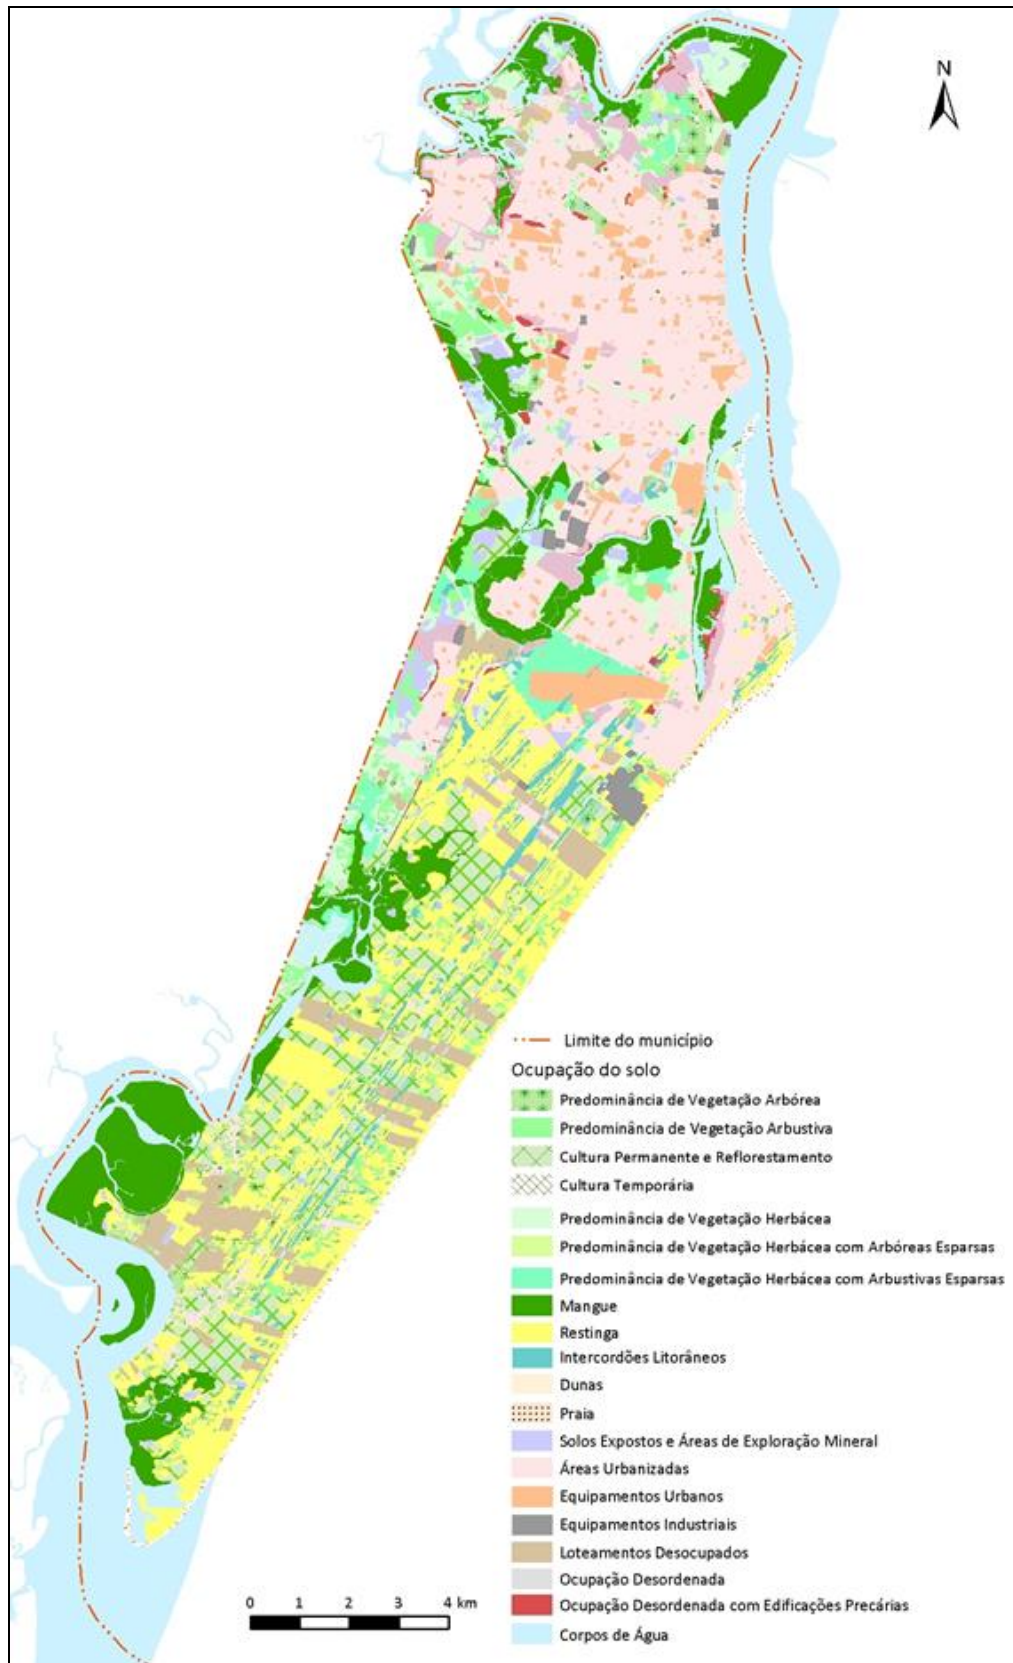 N
Limite do município
Ocupação do solo
Predominância de Vegetação Arbórea
Predominância de Vegetação Arbustiva
Cultura Permanente e Reflorestamento
Cultura Temporária
Predominância de Vegetação Herbácea
Predominância de Vegetação Herbácea com Arbóreas Esparsas
Predominância de Vegetação Herbácea com Arbustivas Esparsas
Mangue
Restinga
Intercordões Litorâneos
Dunas
Praia
Solos Expostos e Áreas de Exploração Mineral
Áreas Urbanizadas
Equipamentos Urbanos
Equipamentos Industriais
Loteamentos Desocupados
Ocupação Desordenada
Ocupação Desordenada com Edificações Precárias
Corpos de Água
0 1 2 3 4 km